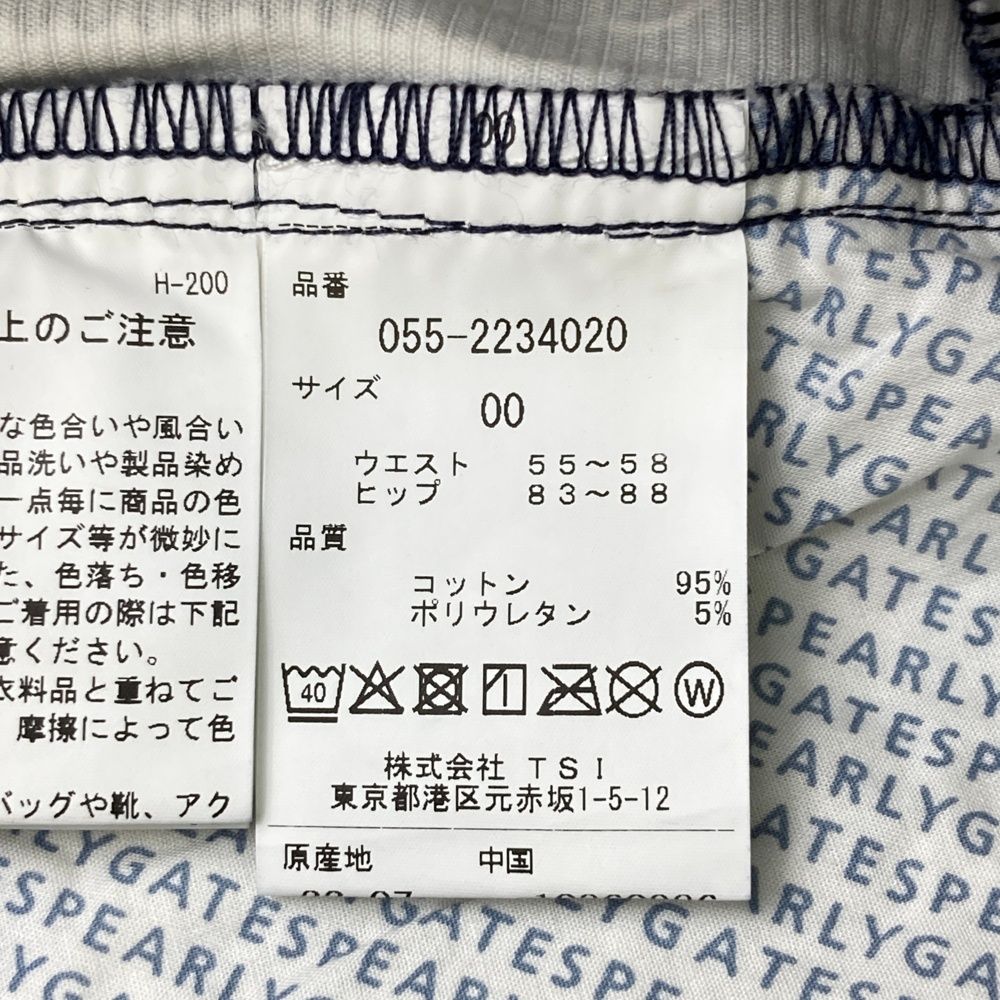 H-200
上のご注意
な色合いや風合い
品洗いや製品染め
一点毎に商品の色
サイズ等が微妙に
た、色落ち・色移
ご着用の際は下記
意ください。
衣料品と重ねてご
摩擦によって色
バッグや靴、アク
00
品番
055-2234020
サイズ
00
ウエスト 55～58
ヒップ 83～88
品質
コットン 95%
ポリウレタン 5%
40
W
株式会社 TSI
東京都港区元赤坂1-5-12
原産地 中国
PEARLYGATES